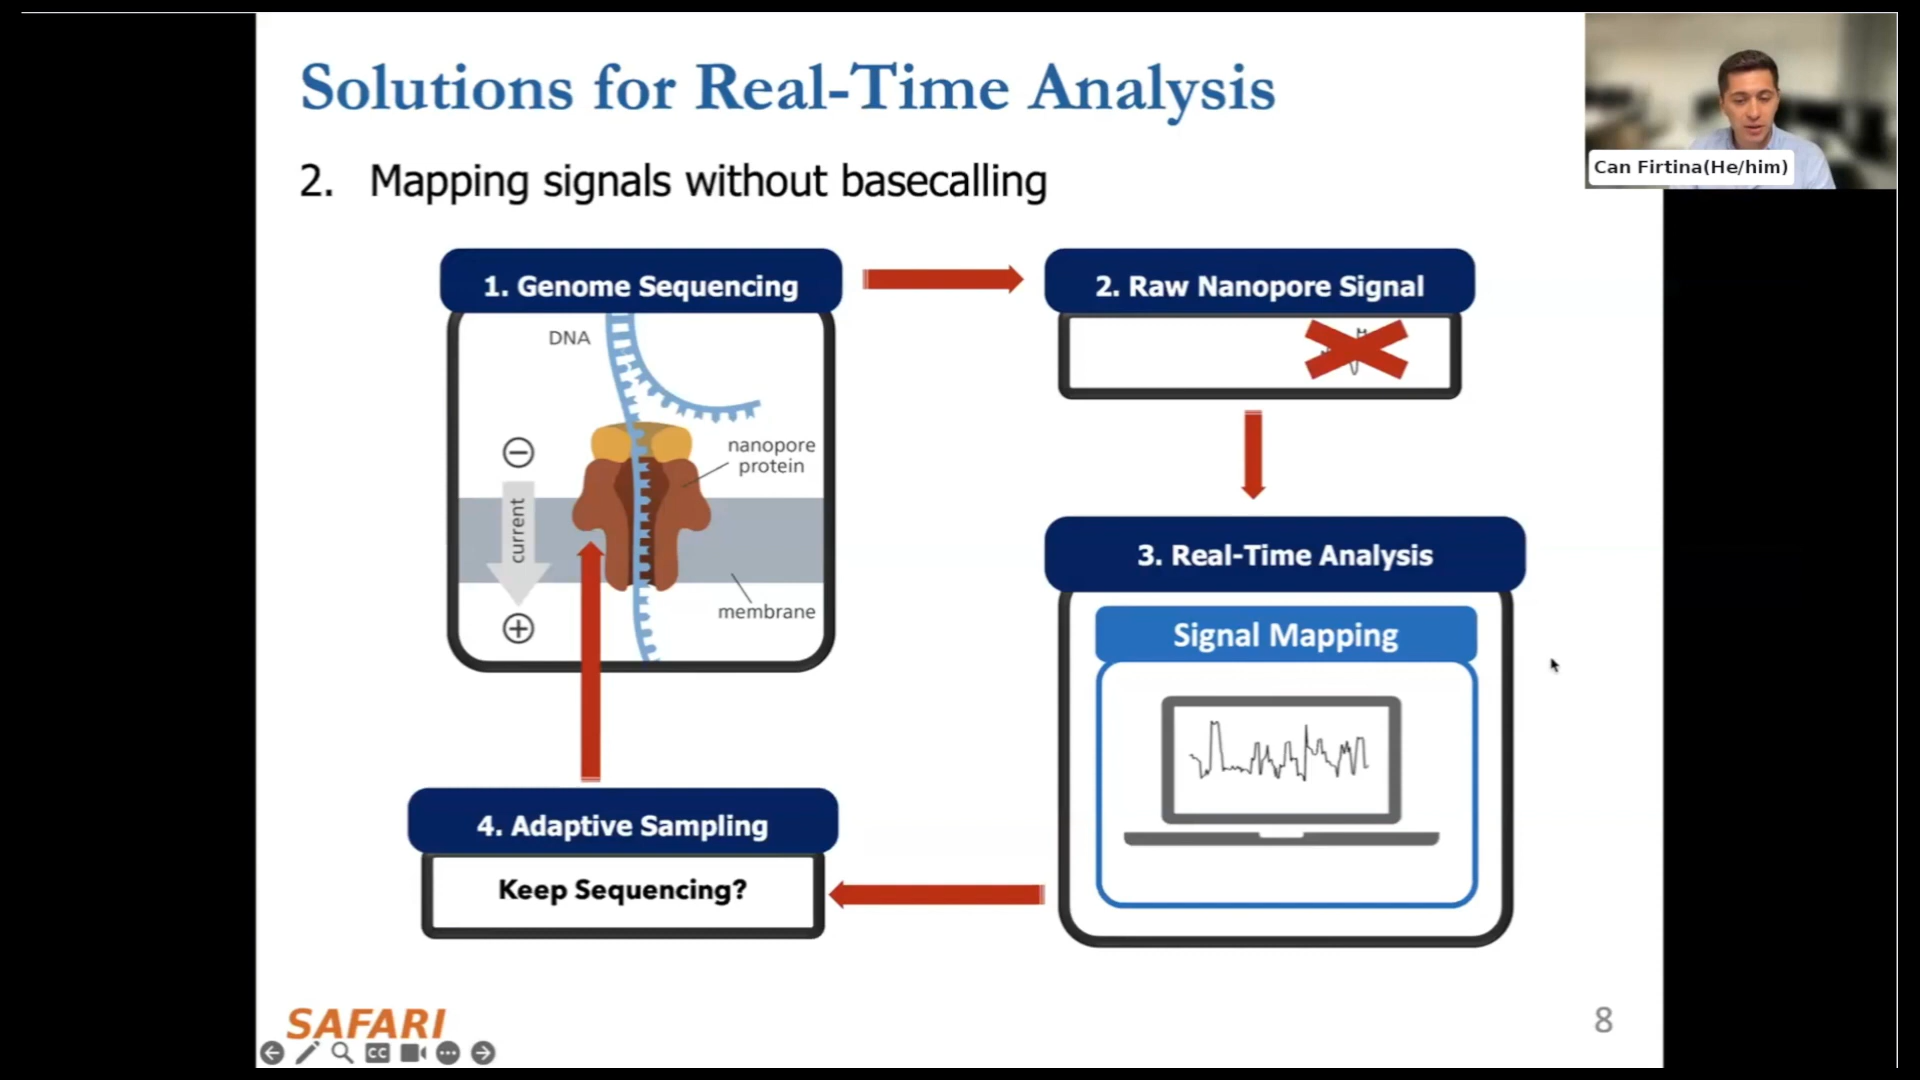 Solutions for Real-Time Analysis
Can Firtina(He/him)
2. Mapping signals without basecalling
1. Genome Sequencing
2. Raw Nanopore Signal
DNA
nanopore
protein
current
membrane
3. Real-Time Analysis
Signal Mapping
4. Adaptive Sampling
Keep Sequencing?
SAFARI
8
CC